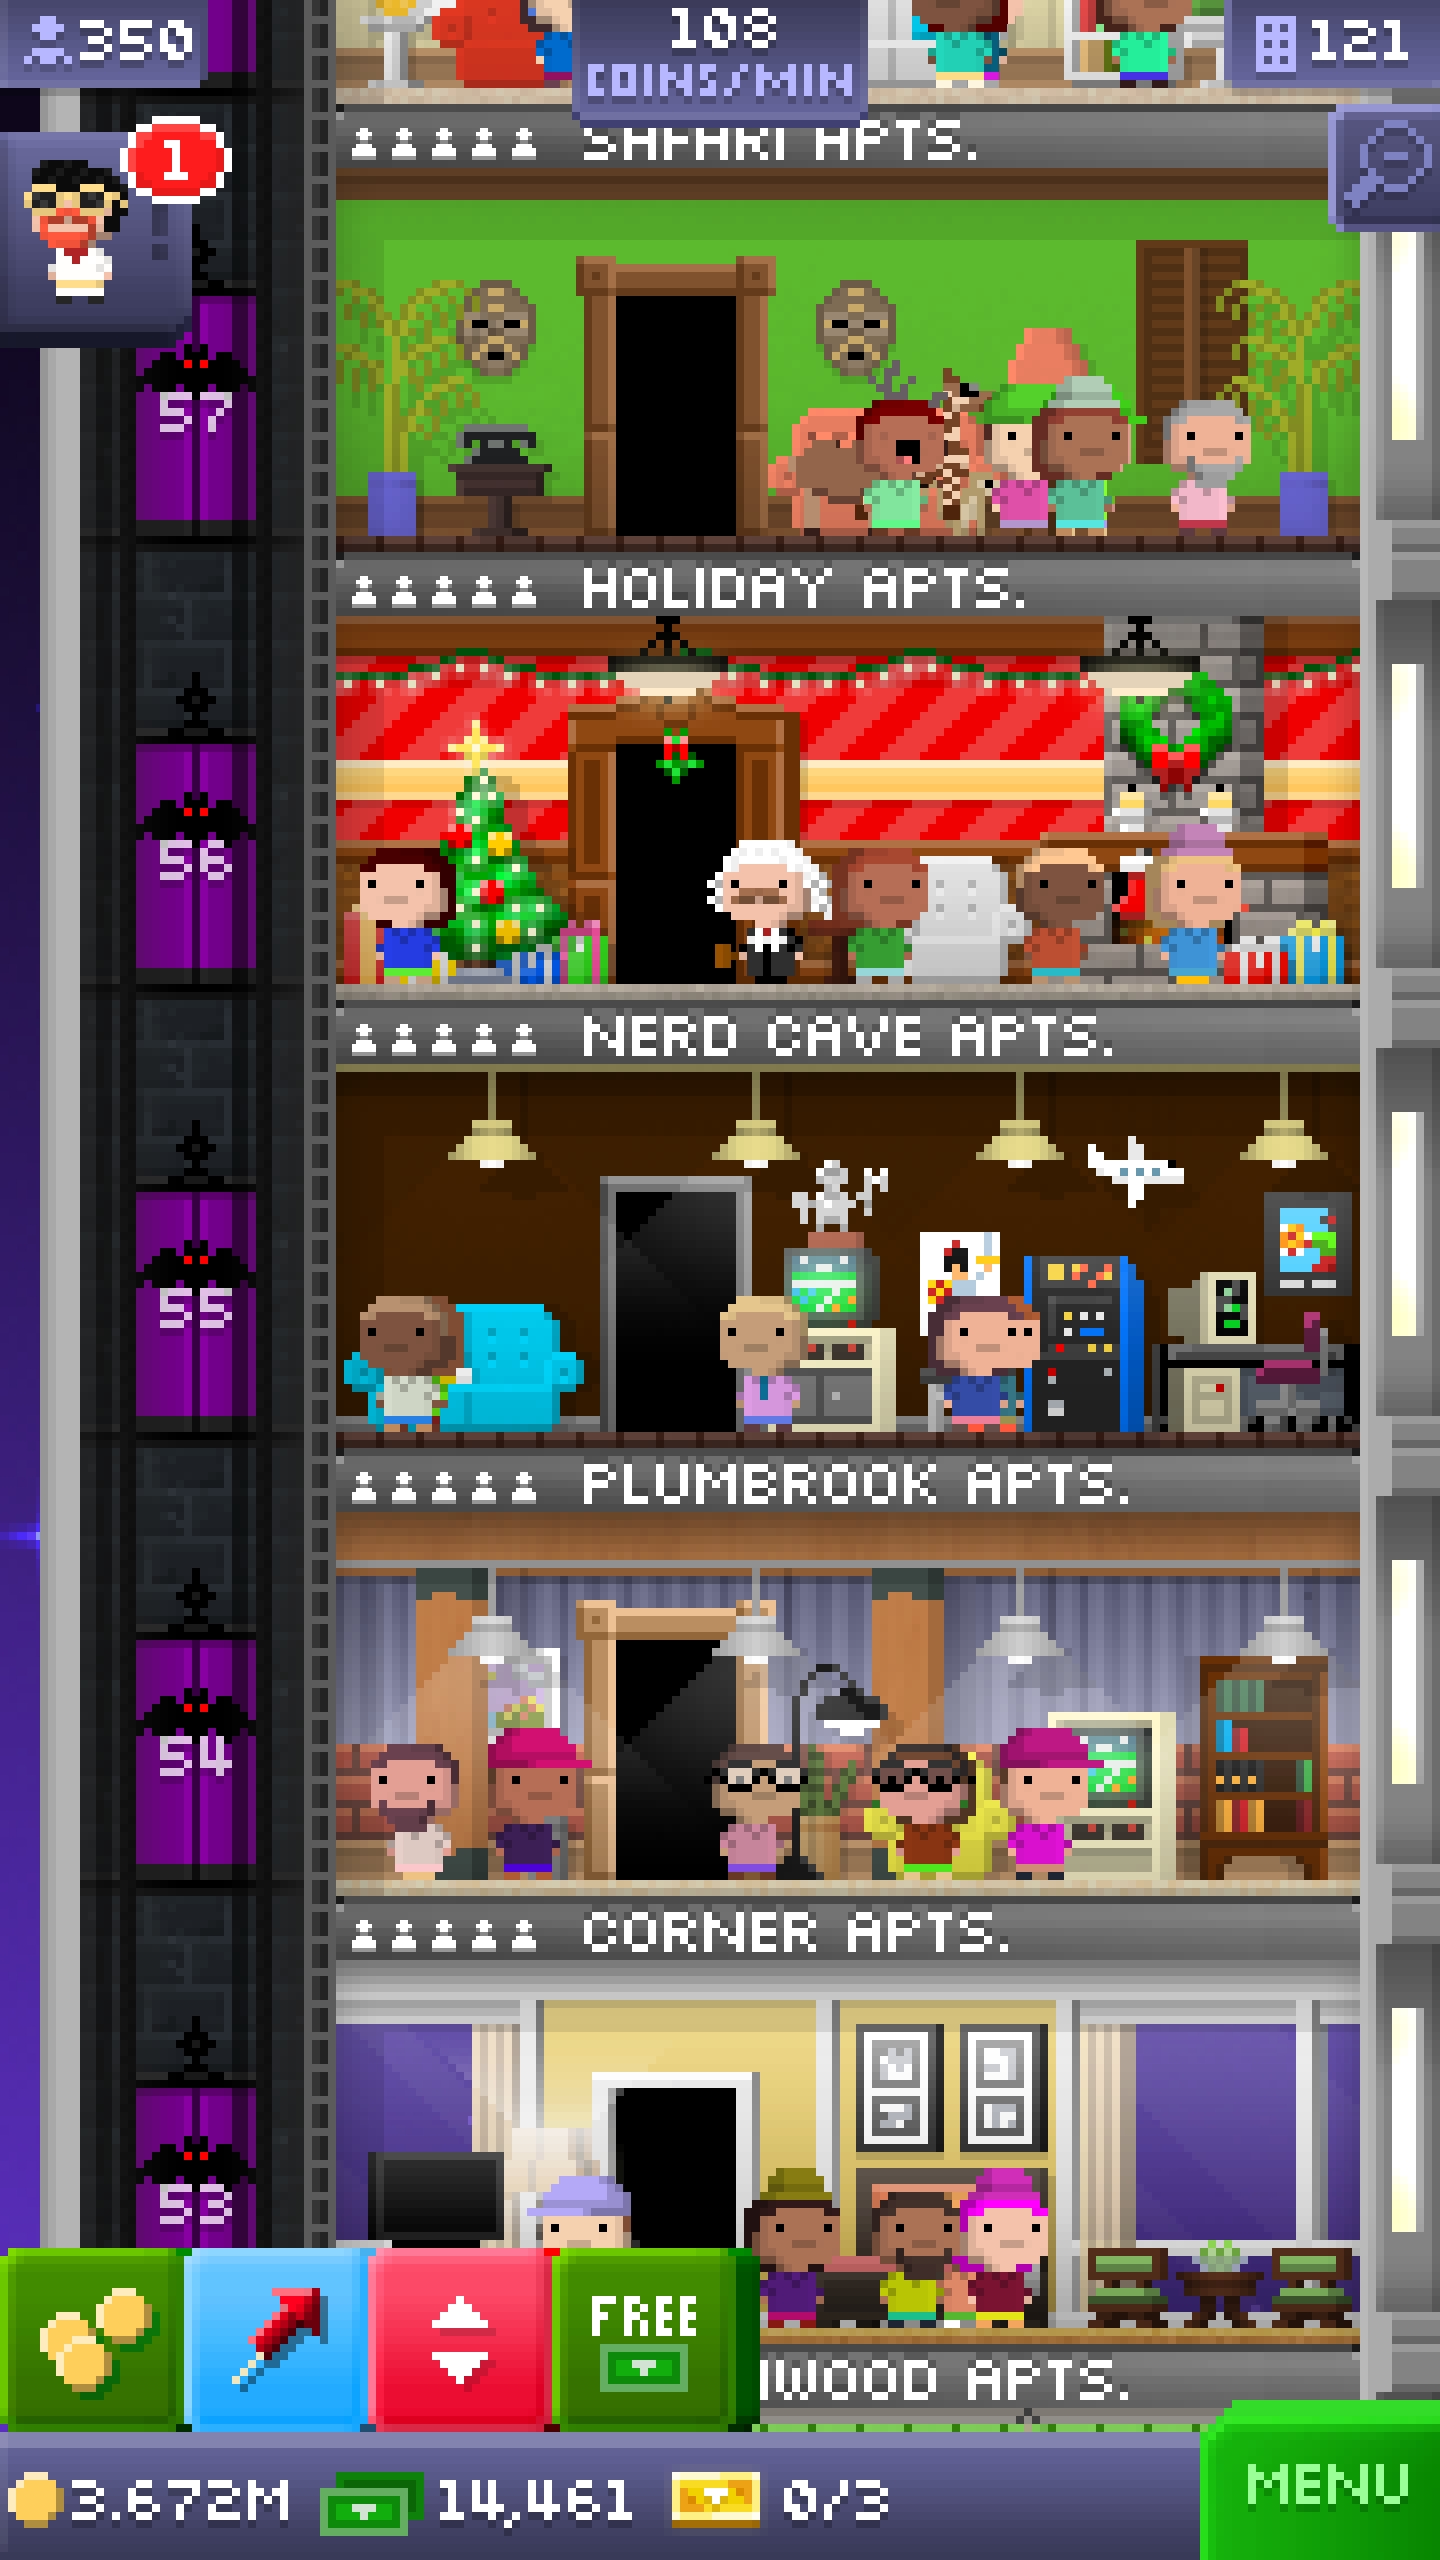 350
108
COINS/MIN
121
1
SAFARI APTS.
57
HOLIDAY APTS.
56
NERD CAVE APTS.
55
PLUMBROOK APTS.
54
CORNER APTS.
53
FREE
WOOD APTS.
3.672M
14,461
0/3
MENU